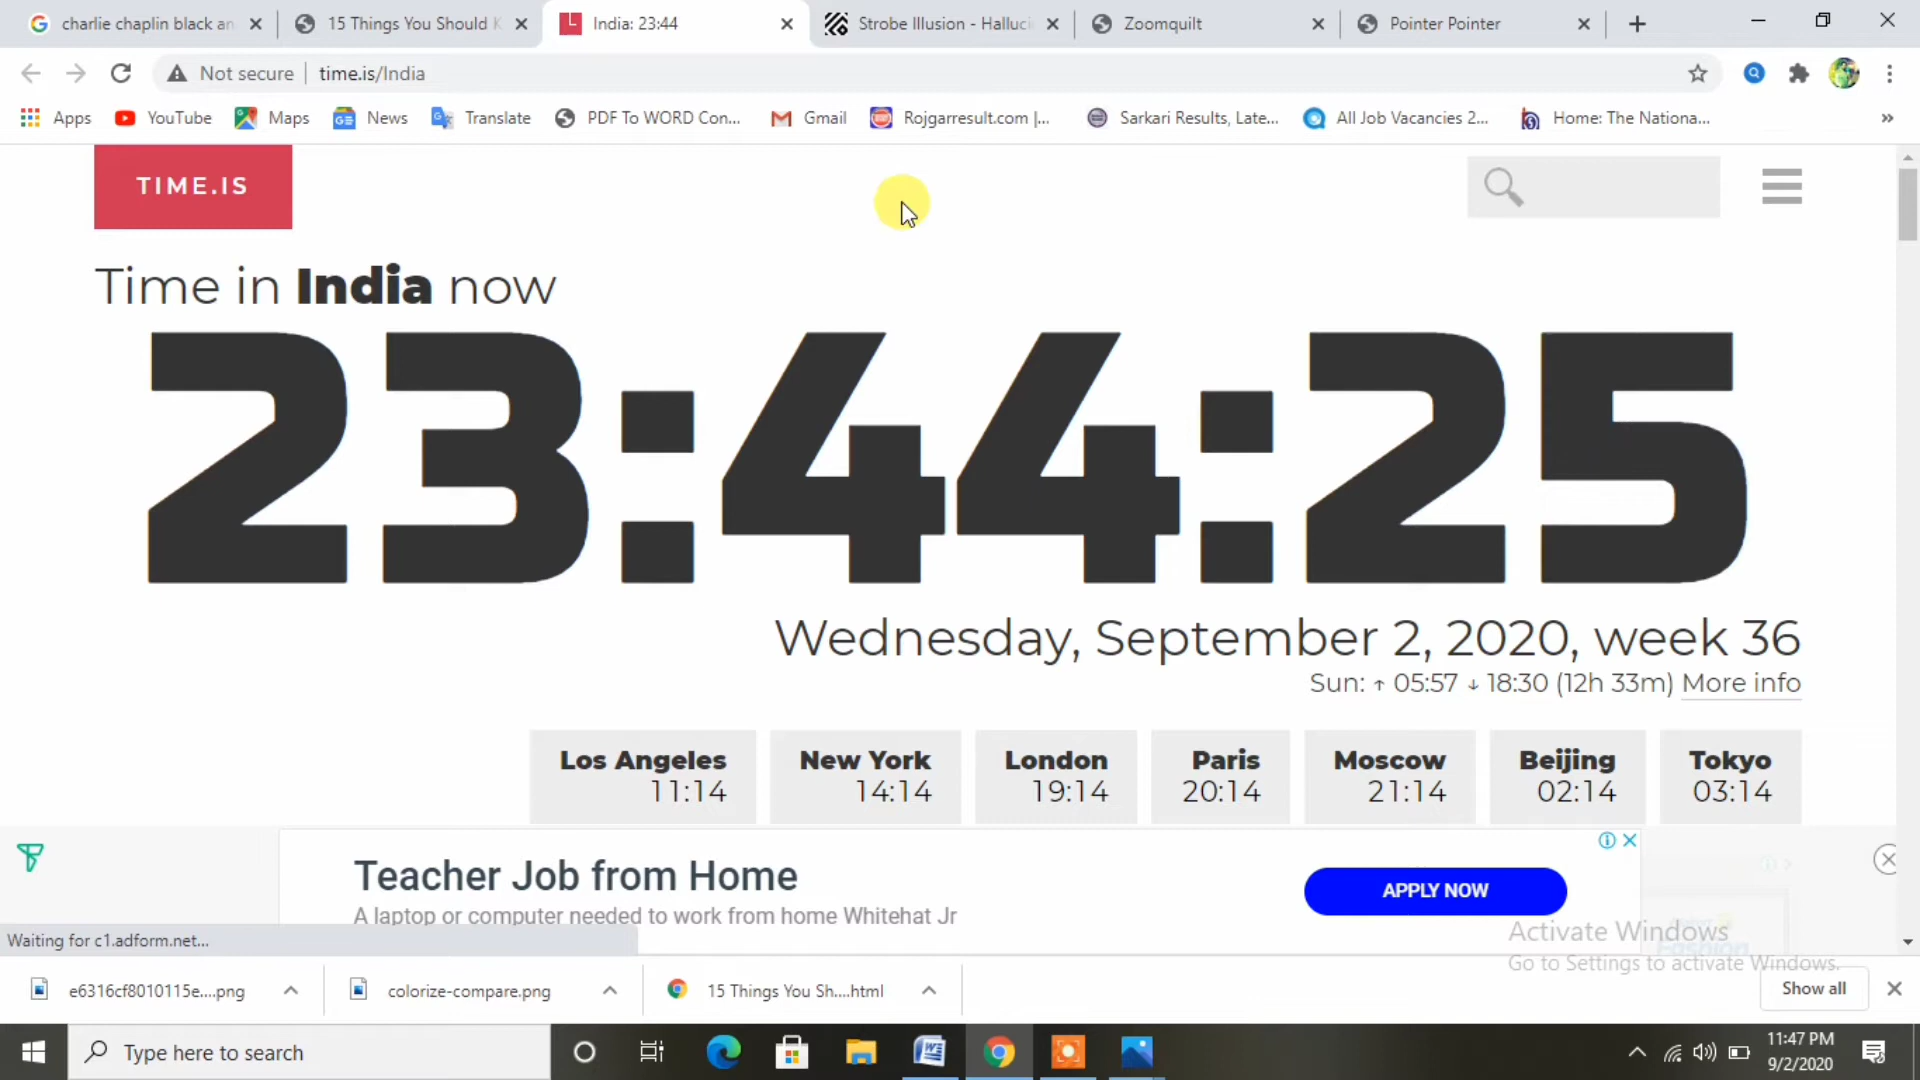 charlie chaplin black an
15 Things You Should K
India: 23:44
Strobe Illusion - Halluci
Zoomquilt
Pointer Pointer
Not secure
time.is/India
Apps
YouTube
Maps
News
Translate
PDF To WORD Con...
Gmail
Rojgarresult.com |...
Sarkari Results, Late...
All Job Vacancies 2...
Home: The Nationa...
TIME.IS
Time in India now
23:44:25
Wednesday, September 2, 2020, week 36
Sun: ↑ 05:57 ↓ 18:30 (12h 33m) More info
Los Angeles
11:14
New York
14:14
London
19:14
Paris
20:14
Moscow
21:14
Beijing
02:14
Tokyo
03:14
Teacher Job from Home
A laptop or computer needed to work from home Whitehat Jr
APPLY NOW
Fashion
Activate Windows
Go to Settings to activate Windows.
Waiting for c1.adform.net...
e6316cf8010115e....png
colorize-compare.png
15 Things You Sh....html
Show all
Type here to search
11:47 PM
9/2/2020